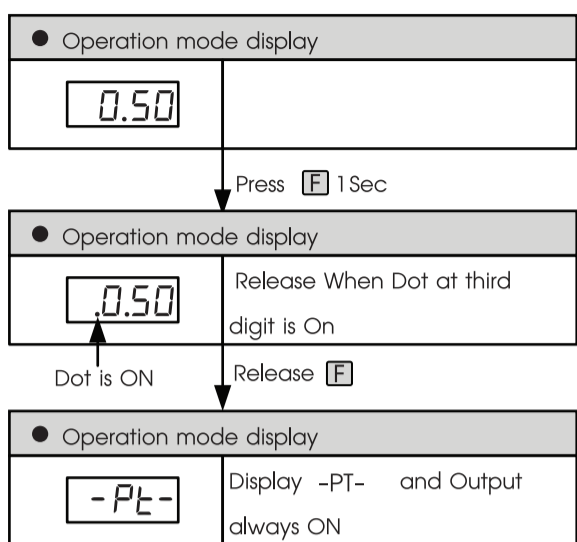 ● Operation mode display
0.50
Press F 1Sec
● Operation mode display
.0.50
Release When Dot at third
digit is On
Dot is ON
Release F
● Operation mode display
-Pt-
Display -PT- and Output
always ON